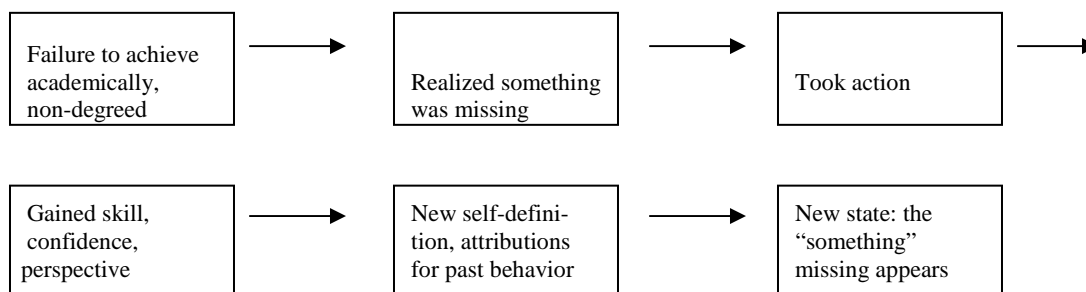 Failure to achieve
academically,
non-degreed
Realized something
was missing
Took action
Gained skill,
confidence,
perspective
New self-defini-
tion, attributions
for past behavior
New state: the
“something”
missing appears